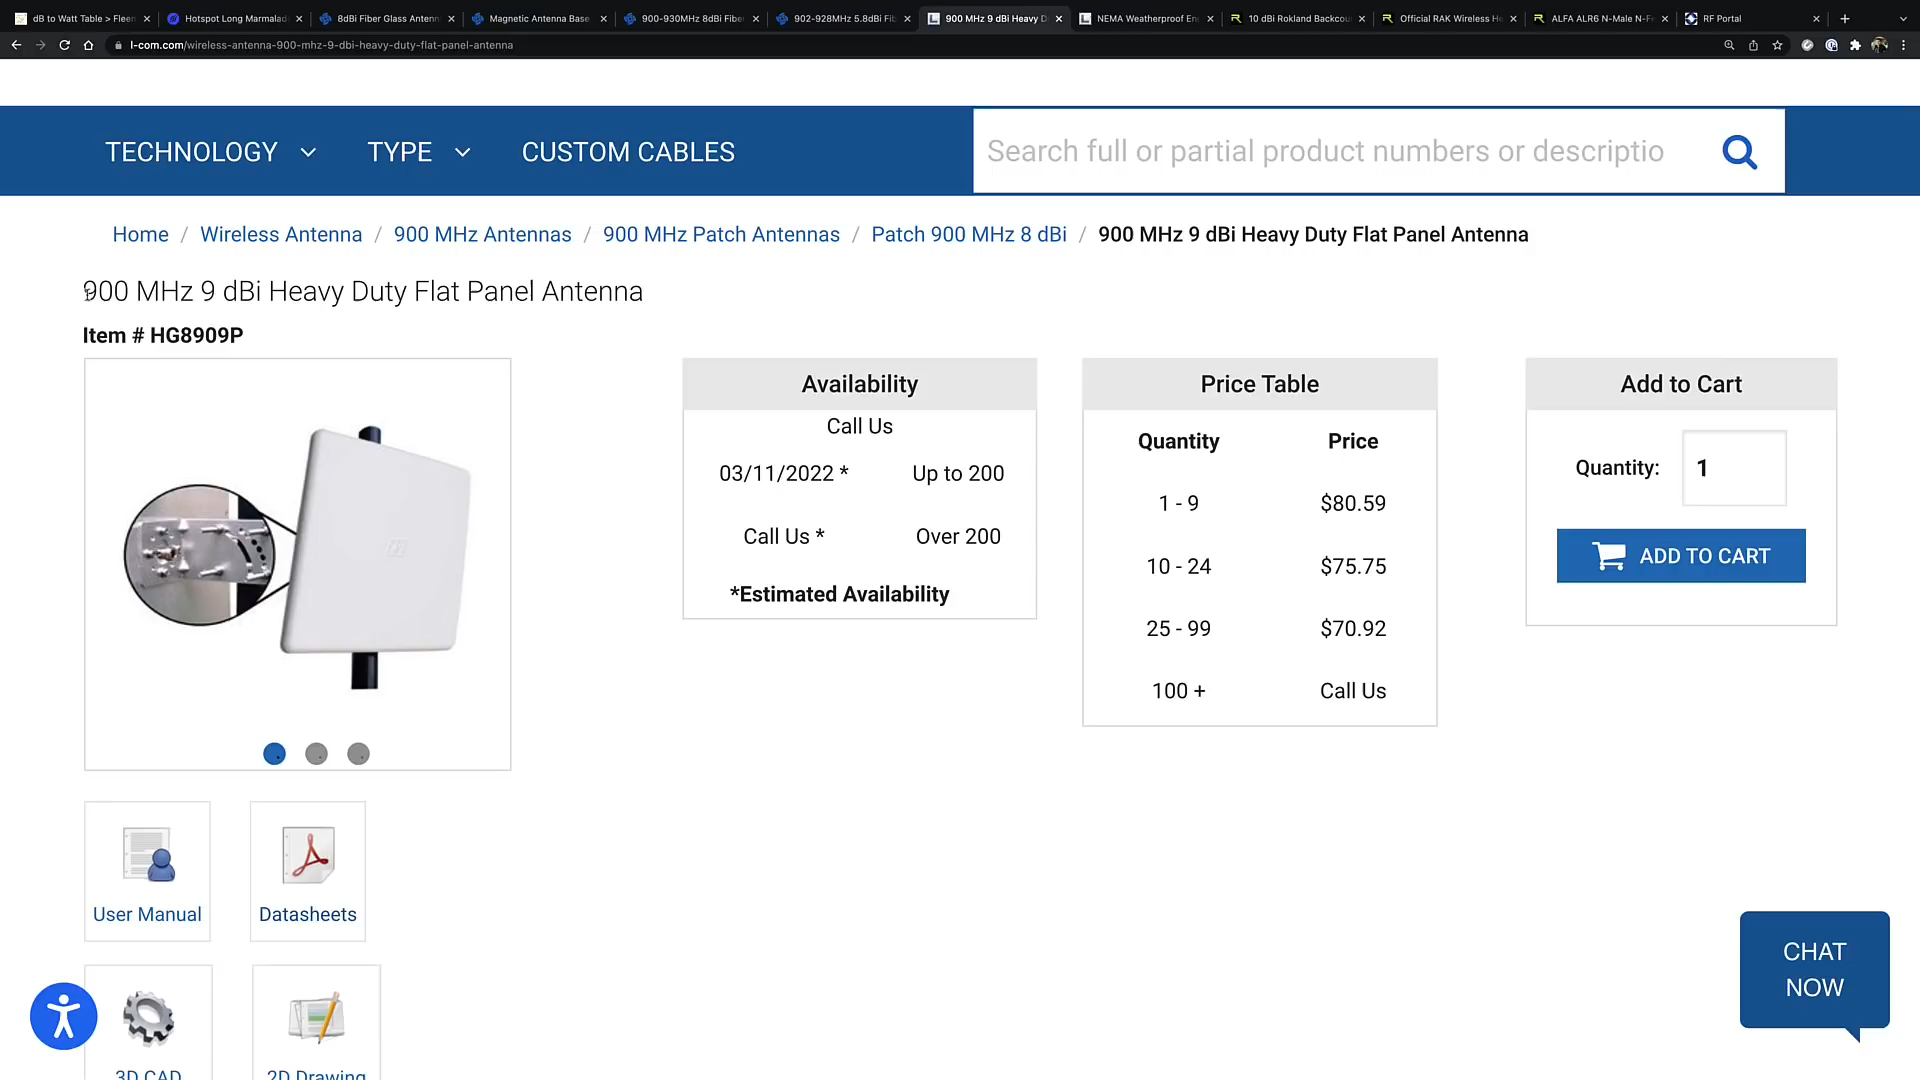 dB to Watt Table > Fleen
Hotspot Long Marmalad
8dBi Fiber Glass Antenn
Magnetic Antenna Base
900-930MHz 8dBi Fibe
902-928MHz 5.8dBi Fib
900 MHz 9 dBi Heavy D
NEMA Weatherproof En
10 dBi Rokland Backcou
Official RAK Wireless He
ALFA ALR6 N-Male N-Fe
RF Portal
l-com.com/wireless-antenna-900-mhz-9-dbi-heavy-duty-flat-panel-antenna
TECHNOLOGY TYPE CUSTOM CABLES
Search full or partial product numbers or descriptio
Home / Wireless Antenna / 900 MHz Antennas / 900 MHz Patch Antennas / Patch 900 MHz 8 dBi / 900 MHz 9 dBi Heavy Duty Flat Panel Antenna
900 MHz 9 dBi Heavy Duty Flat Panel Antenna
Item # HG8909P
Availability
Call Us
03/11/2022 * Up to 200
Call Us * Over 200
*Estimated Availability
Price Table
Quantity Price
1 - 9 $80.59
10 - 24 $75.75
25 - 99 $70.92
100 + Call Us
Add to Cart
Quantity: 1
ADD TO CART
User Manual
Datasheets
3D CAD
2D Drawing
CHAT
NOW